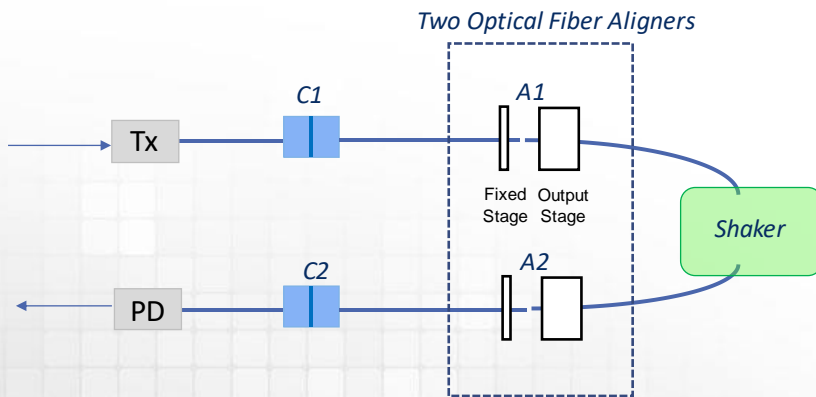 Two Optical Fiber Aligners
C1
A1
Tx
Fixed Output
Stage Stage
Shaker
C2
A2
PD